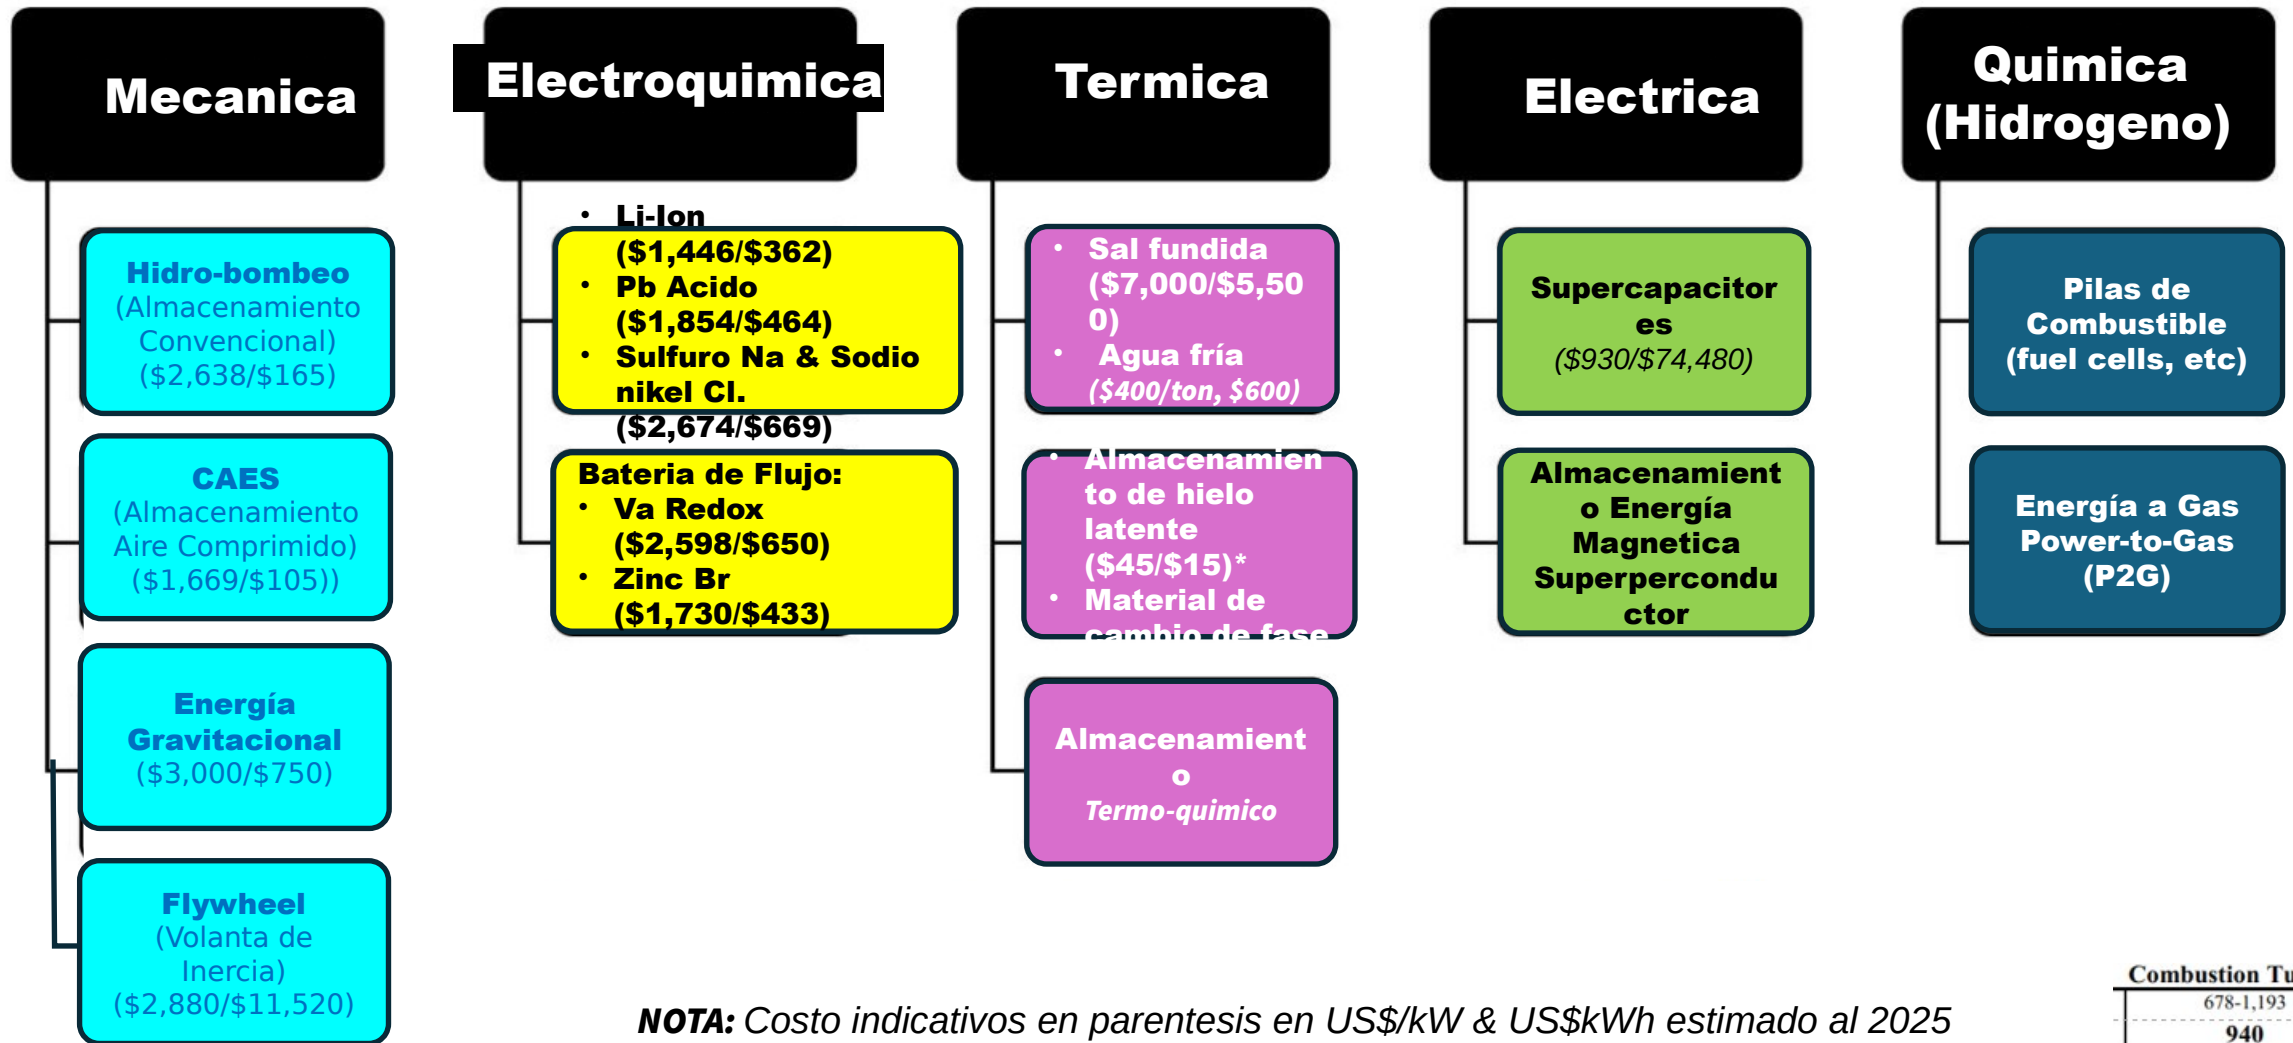 Mecanica
Hidro-bombeo
(Almacenamiento
Convencional)
($2,638/$165)
CAES
(Almacenamiento
Aire Comprimido)
($1,669/$105))
Energía
Gravitacional
($3,000/$750)
Flywheel
(Volanta de
Inercia)
($2,880/$11,520)
Electroquimica
• Li-Ion
($1,446/$362)
• Pb Acido
($1,854/$464)
• Sulfuro Na & Sodio
nikel Cl.
($2,674/$669)
Bateria de Flujo:
• Va Redox
($2,598/$650)
• Zinc Br
($1,730/$433)
Termica
• Sal fundida
($7,000/$5,50
0)
• Agua fría
($400/ton, $600)
• Almacenamien
to de hielo
latente
($45/$15)*
• Material de
cambio de fase
Almacenamient
o
Termo-quimico
Electrica
Supercapacitor
es
($930/$74,480)
Almacenamient
o Energía
Magnetica
Superpercondu
ctor
Quimica
(Hidrogeno)
Pilas de
Combustible
(fuel cells, etc)
Energía a Gas
Power-to-Gas
(P2G)
NOTA: Costo indicativos en parentesis en US$/kW & US$kWh estimado al 2025
Combustion Tu
678-1,193
940